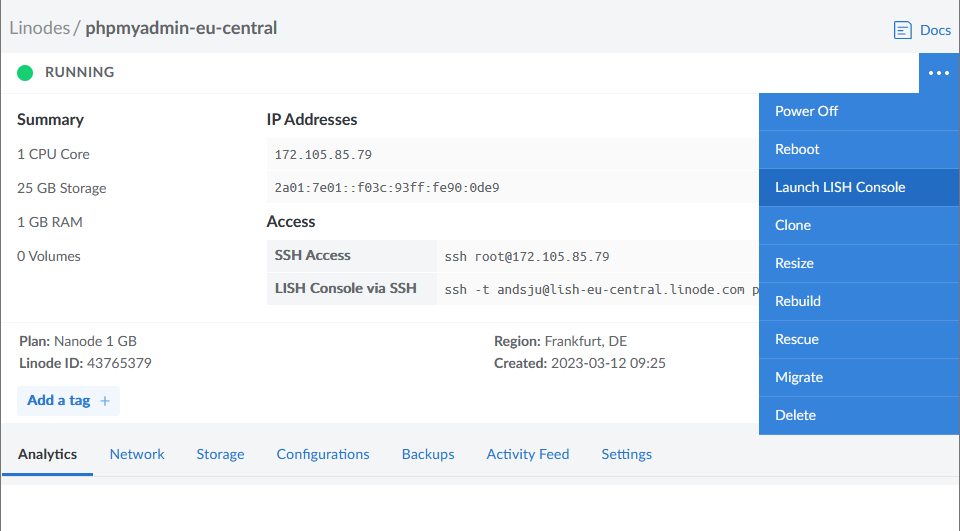 Linodes / phpmyadmin-eu-central
Docs
RUNNING
...
Summary
1 CPU Core
25 GB Storage
1 GB RAM
0 Volumes
IP Addresses
172.105.85.79
2a01:7e01::f03c:93ff:fe90:0de9
Access
SSH Access ssh root@172.105.85.79
LISH Console via SSH ssh -t andsju@lish-eu-central.linode.com p
Power Off
Reboot
Launch LISH Console
Clone
Resize
Rebuild
Rescue
Migrate
Delete
Plan: Nanode 1 GB
Linode ID: 43765379
Region: Frankfurt, DE
Created: 2023-03-12 09:25
Add a tag +
Analytics Network Storage Configurations Backups Activity Feed Settings